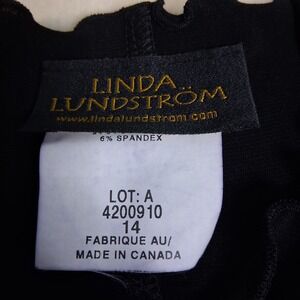 LINDA
LUNDSTRÖM
www.lindalundstrom.com
6% SPANDEX
LOT: A
4200910
14
FABRIQUE AU/
MADE IN CANADA